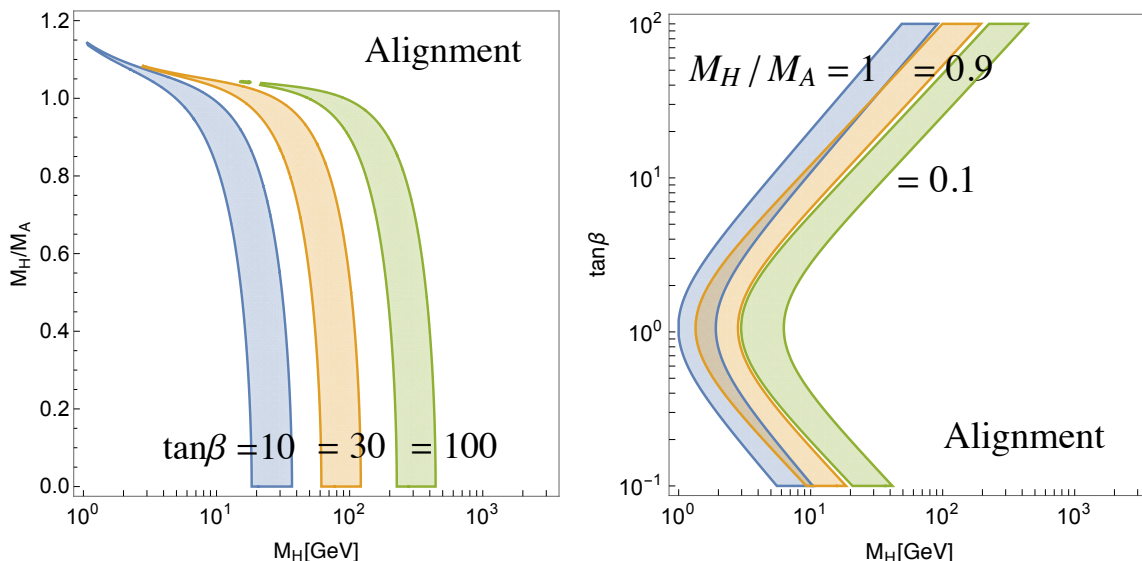 Alignment
1.2
1.0
0.8
0.6
0.4
0.2
0.0
M_H/M_A
tanβ = 10 = 30 = 100
10^0 10^1 10^2 10^3
M_H[GeV]
10^2
10^1
10^0
10^-1
tanβ
M_H / M_A = 1 = 0.9
= 0.1
Alignment
10^0 10^1 10^2 10^3
M_H[GeV]